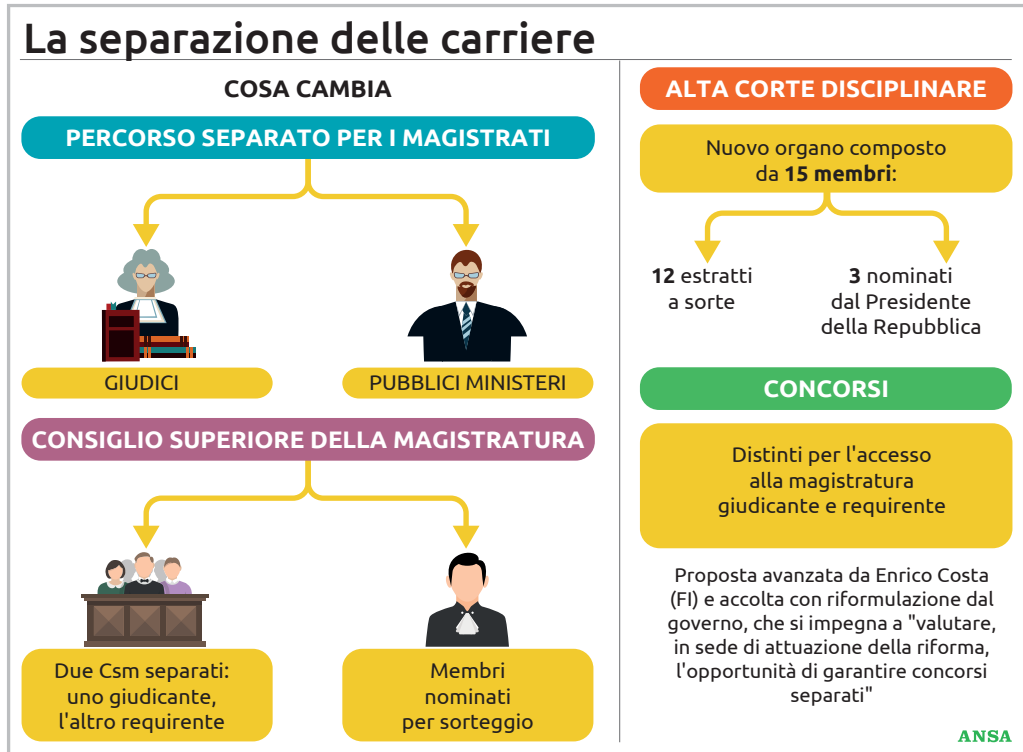 La separazione delle carriere
COSA CAMBIA
PERCORSO SEPARATO PER I MAGISTRATI
GIUDICI
PUBBLICI MINISTERI
CONSIGLIO SUPERIORE DELLA MAGISTRATURA
Due Csm separati:
uno giudicante,
l'altro requirente
Membri
nominati
per sorteggio
ALTA CORTE DISCIPLINARE
Nuovo organo composto
da 15 membri:
12 estratti
a sorte
3 nominati
dal Presidente
della Repubblica
CONCORSI
Distinti per l'accesso
alla magistratura
giudicante e requirente
Proposta avanzata da Enrico Costa
(FI) e accolta con riformulazione dal
governo, che si impegna a "valutare,
in sede di attuazione della riforma,
l'opportunità di garantire concorsi
separati"
ANSA